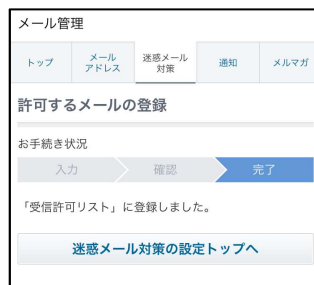 メール管理
トップ
メール
アドレス
迷惑メール
対策
通知
メルマガ
許可するメールの登録
お手続き状況
入力
確認
完了
「受信許可リスト」に登録しました。
迷惑メール対策の設定トップへ